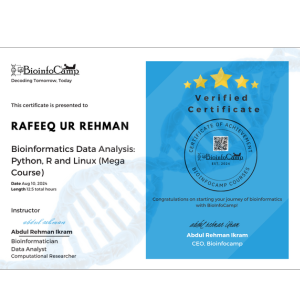 BioinfoCamp
Decoding Tomorrow, Today
This certificate is presented to
RAFEEQ UR REHMAN
Bioinformatics Data Analysis:
Python, R and Linux (Mega
Course)
Date Aug 10, 2024
Length 12.5 total hours
Instructor
Abdul Rehman Ikram
Bioinformatician
Data Analyst
Computational Researcher
Verified
Certificate
CERTIFICATE OF ACHIEVEMENT
BioinfoCamp
EST. 2024
BIOINFOCAMP COURSES
Congratulations on starting your journey of bioinformatics
with BioinfoCamp!
Abdul Rehman Ikram
CEO, Bioinfocamp